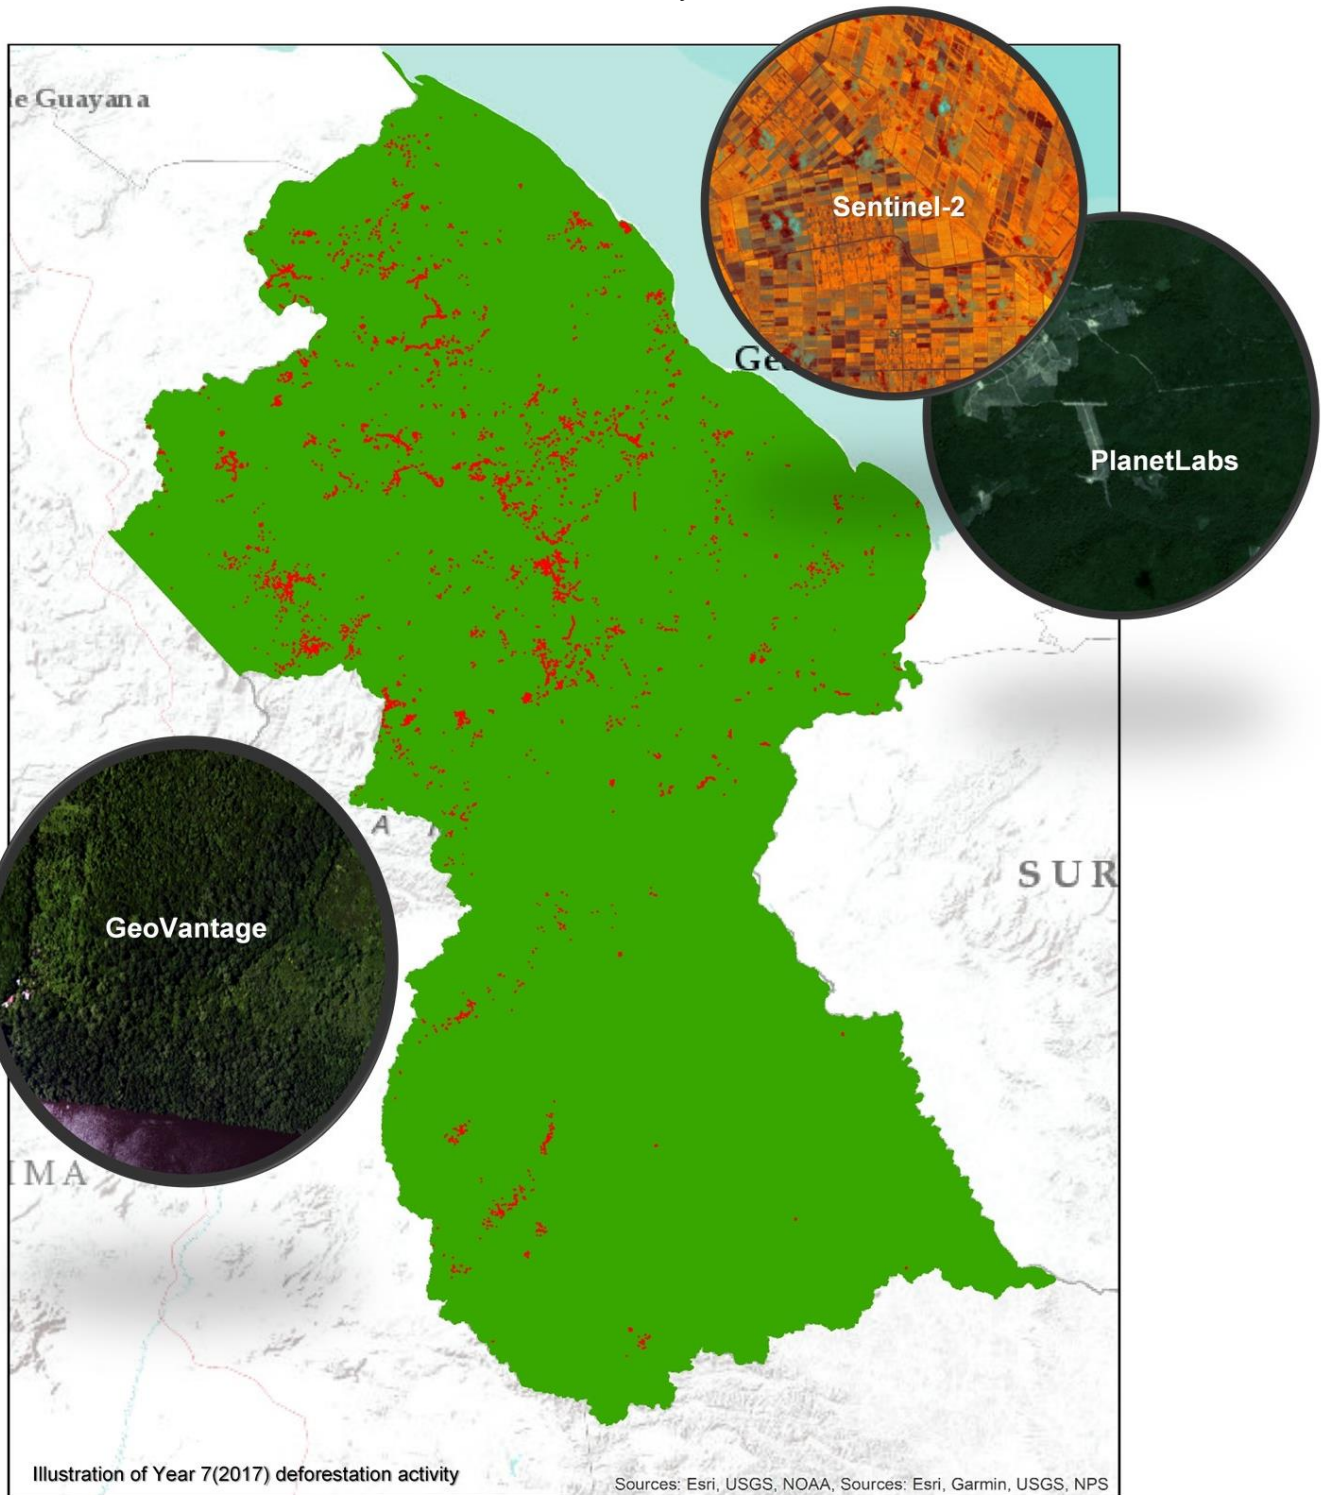 le Guayana
Sentinel-2
Ge
PlanetLabs
A
SUR
GeoVantage
IMA
Illustration of Year 7(2017) deforestation activity
Sources: Esri, USGS, NOAA, Sources: Esri, Garmin, USGS, NPS